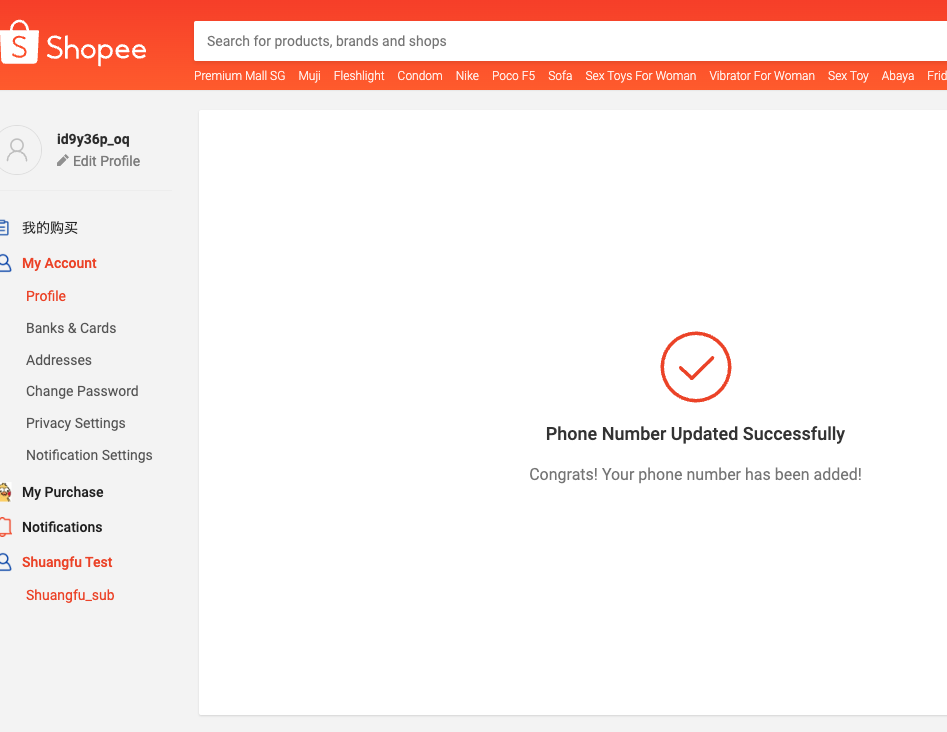 Shopee
Search for products, brands and shops
Premium Mall SG Muji Fleshlight Condom Nike Poco F5 Sofa Sex Toys For Woman Vibrator For Woman Sex Toy Abaya Frid
id9y36p_oq
Edit Profile
我的购买
My Account
Profile
Banks & Cards
Addresses
Change Password
Privacy Settings
Notification Settings
My Purchase
Notifications
Shuangfu Test
Shuangfu_sub
Phone Number Updated Successfully
Congrats! Your phone number has been added!